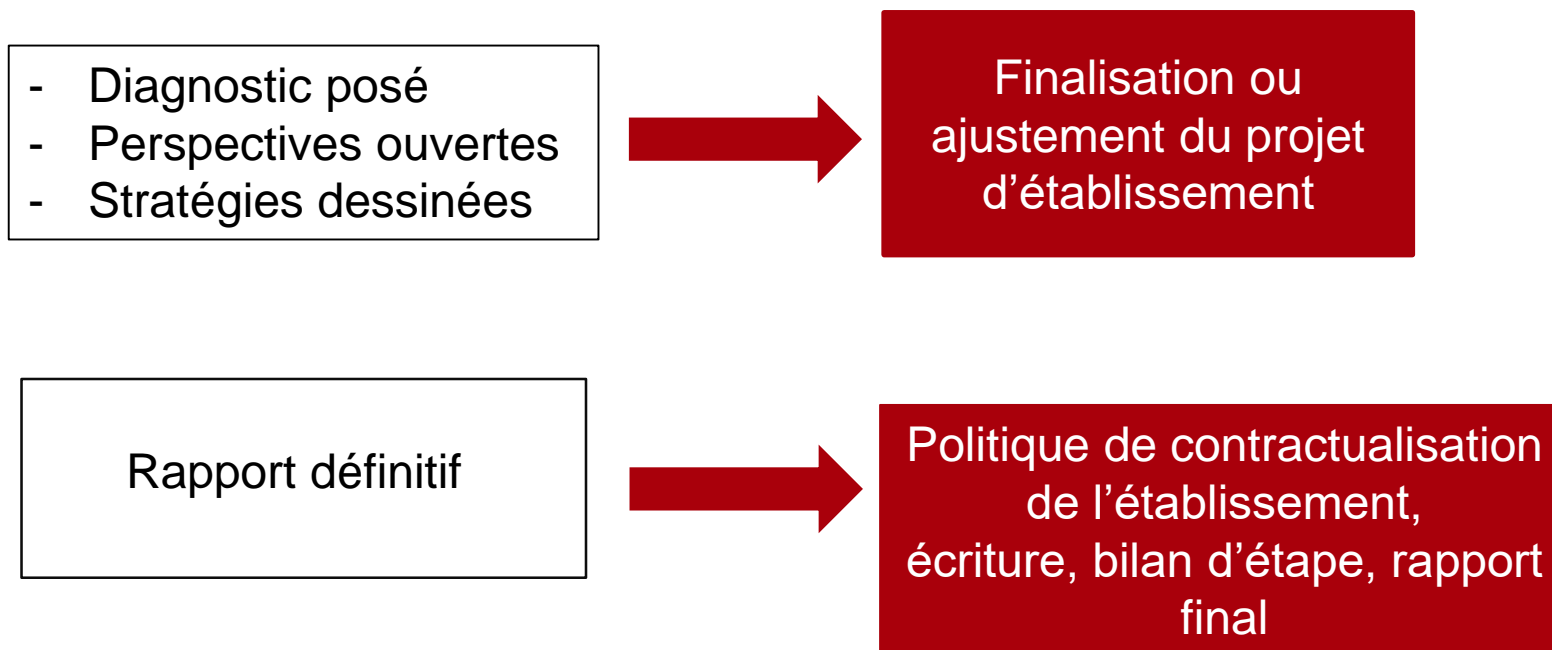 - Diagnostic posé
- Perspectives ouvertes
- Stratégies dessinées
Finalisation ou
ajustement du projet
d’établissement
Rapport définitif
Politique de contractualisation
de l’établissement,
écriture, bilan d’étape, rapport
final